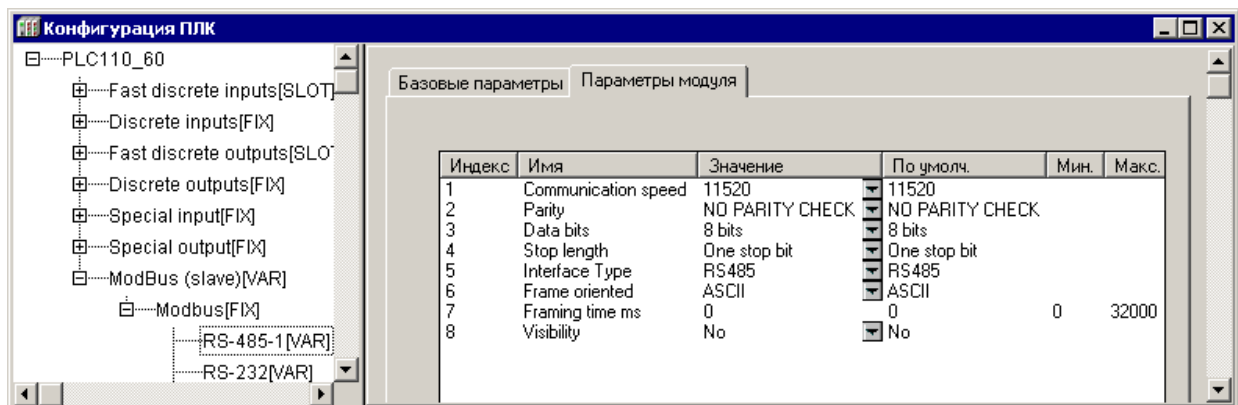 Конфигурация ПЛК
PLC110_60
Fast discrete inputs[SLOT]
Discrete inputs[FIX]
Fast discrete outputs[SLO
Discrete outputs[FIX]
Special input[FIX]
Special output[FIX]
ModBus (slave)[VAR]
Modbus[FIX]
RS-485-1[VAR]
RS-232[VAR]
Базовые параметры Параметры модуля
Индекс Имя Значение По умолч. Мин. Макс.
1 Communication speed 11520 11520
2 Parity NO PARITY CHECK NO PARITY CHECK
3 Data bits 8 bits 8 bits
4 Stop length One stop bit One stop bit
5 Interface Type RS485 RS485
6 Frame oriented ASCII ASCII
7 Framing time ms 0 0 0 32000
8 Visibility No No